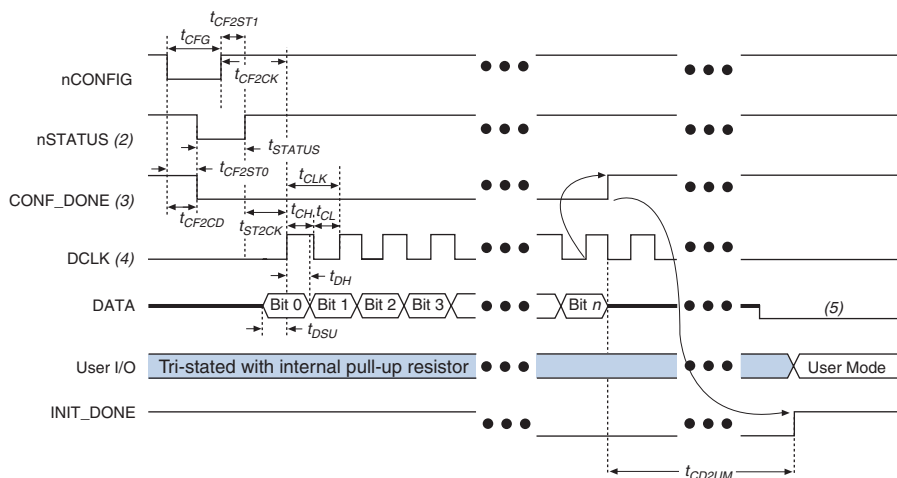 tCF2ST1
tCFG
nCONFIG
tCF2CK
nSTATUS (2)
tSTATUS
tCF2ST0
tCLK
CONF_DONE (3)
tCF2CD
tST2CK
tCH
tCL
DCLK (4)
tDH
DATA
Bit 0
Bit 1
Bit 2
Bit 3
Bit n
(5)
tDSU
User I/O
Tri-stated with internal pull-up resistor
User Mode
INIT_DONE
tCD2UM